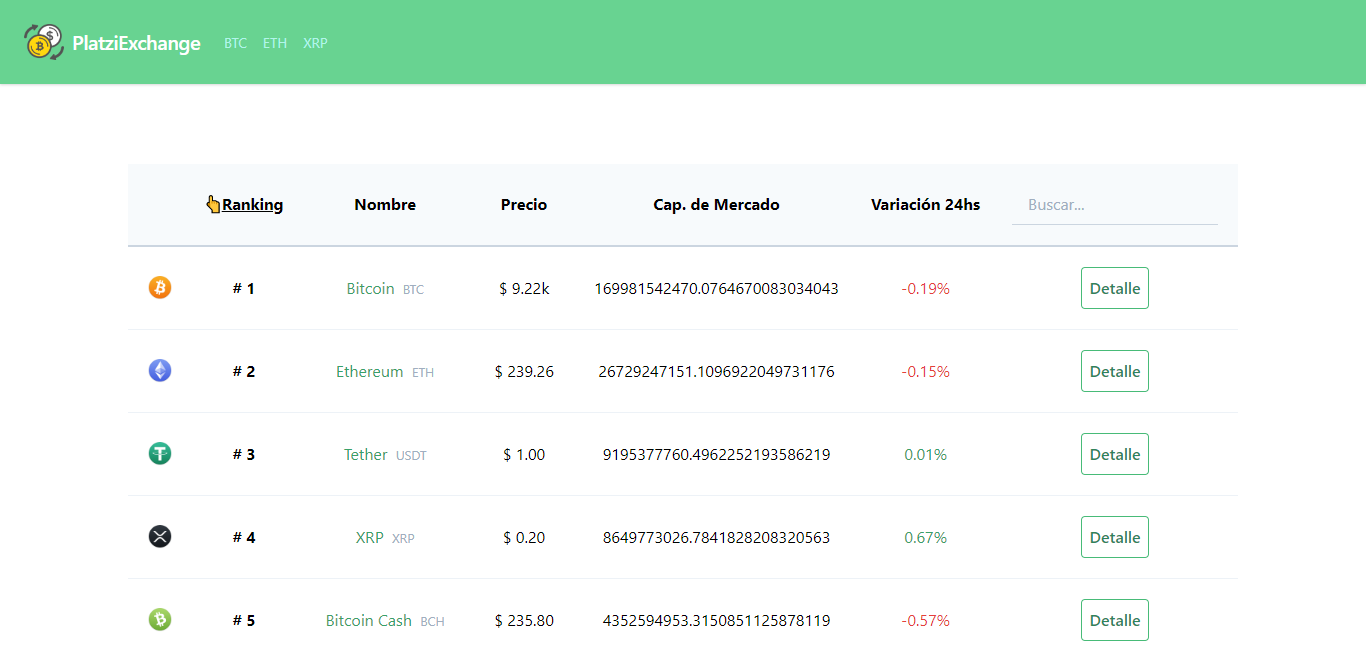 PlatziExchange BTC ETH XRP
👆Ranking Nombre Precio Cap. de Mercado Variación 24hs Buscar...
# 1 Bitcoin BTC $ 9.22k 169981542470.0764670083034043 -0.19% Detalle
# 2 Ethereum ETH $ 239.26 26729247151.1096922049731176 -0.15% Detalle
# 3 Tether USDT $ 1.00 9195377760.4962252193586219 0.01% Detalle
# 4 XRP XRP $ 0.20 8649773026.7841828208320563 0.67% Detalle
# 5 Bitcoin Cash BCH $ 235.80 4352594953.3150851125878119 -0.57% Detalle